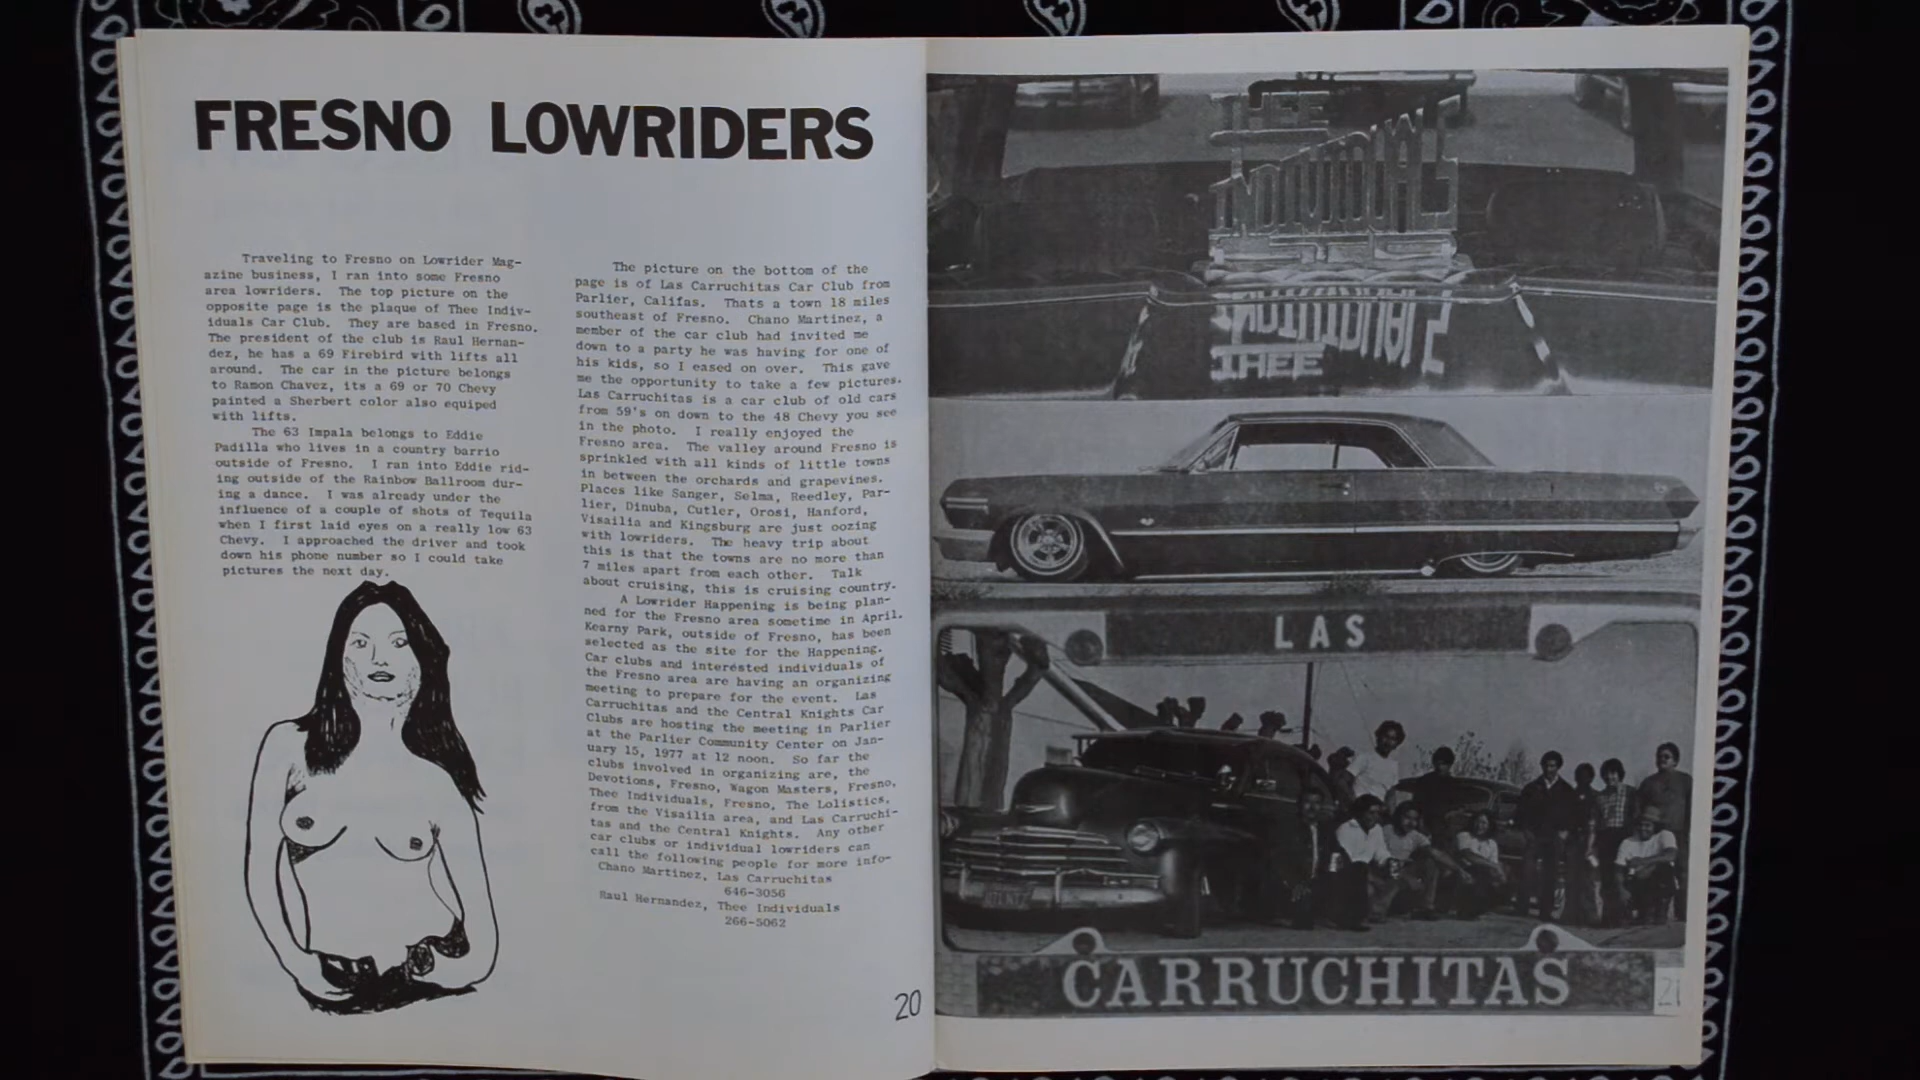 FRESNO LOWRIDERS
Traveling to Fresno on Lowrider Mag-
azine business, I ran into some Fresno
area lowriders. The top picture on the
opposite page is the plaque of Thee Indiv-
iduals Car Club. They are based in Fresno.
The president of the club is Raul Hernan-
dez, he has a 69 Firebird with lifts all
around. The car in the picture belongs
to Ramon Chavez, its a 69 or 70 Chevy
painted a Sherbert color also equiped
with lifts.
The 63 Impala belongs to Eddie
Padilla who lives in a country barrio
outside of Fresno. I ran into Eddie rid-
ing outside of the Rainbow Ballroom dur-
ing a dance. I was already under the
influence of a couple of shots of Tequila
when I first laid eyes on a really low 63
Chevy. I approached the driver and took
down his phone number so I could take
pictures the next day.
The picture on the bottom of the
page is of Las Carruchitas Car Club from
Parlier, Califas. Thats a town 18 miles
southeast of Fresno. Chano Martinez, a
member of the car club had invited me
down to a party he was having for one of
his kids, so I eased on over. This gave
me the opportunity to take a few pictures.
Las Carruchitas is a car club of old cars
from 59's on down to the 48 Chevy you see
in the photo. I really enjoyed the
Fresno area. The valley around Fresno is
sprinkled with all kinds of little towns
in between the orchards and grapevines.
Places like Sanger, Selma, Reedley, Par-
lier, Dinuba, Cutler, Orosi, Hanford,
Visailia and Kingsburg are just oozing
with lowriders. The heavy trip about
this is that the towns are no more than
7 miles apart from each other. Talk
about cruising, this is cruising country.
A Lowrider Happening is being plan-
ned for the Fresno area sometime in April.
Kearny Park, outside of Fresno, has been
selected as the site for the Happening.
Car clubs and interested individuals of
the Fresno area are having an organizing
meeting to prepare for the event. Las
Carruchitas and the Central Knights Car
Clubs are hosting the meeting in Parlier
at the Parlier Community Center on Jan-
uary 15, 1977 at 12 noon. So far the
clubs involved in organizing are, the
Devotions, Fresno, Wagon Masters, Fresno,
Thee Individuals, Fresno, The Lolistics,
from the Visailia area, and Las Carruchi-
tas and the Central Knights. Any other
car clubs or individual lowriders can
call the following people for more info-
Chano Martinez, Las Carruchitas
646-3056
Raul Hernandez, Thee Individuals
266-5062
20
THEE
INDIVIDUALS
LAS
CARRUCHITAS
21